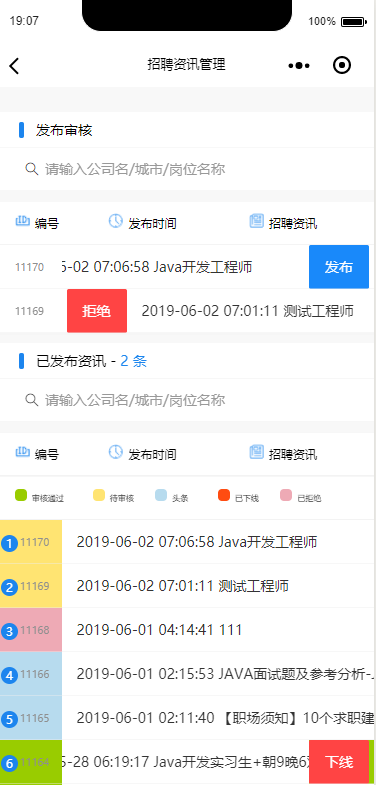 19:07 100%
招聘资讯管理
发布审核
请输入公司名/城市/岗位名称
编号 发布时间 招聘资讯
11170 5-02 07:06:58 Java开发工程师 发布
11169 拒绝 2019-06-02 07:01:11 测试工程师
已发布资讯 - 2 条
请输入公司名/城市/岗位名称
编号 发布时间 招聘资讯
审核通过 待审核 头条 已下线 已拒绝
1 11170 2019-06-02 07:06:58 Java开发工程师
2 11169 2019-06-02 07:01:11 测试工程师
3 11168 2019-06-01 04:14:41 111
4 11166 2019-06-01 02:15:53 JAVA面试题及参考分析-
5 11165 2019-06-01 02:11:40 【职场须知】10个求职建
6 11164 5-28 06:19:17 Java开发实习生+朝9晚6 下线